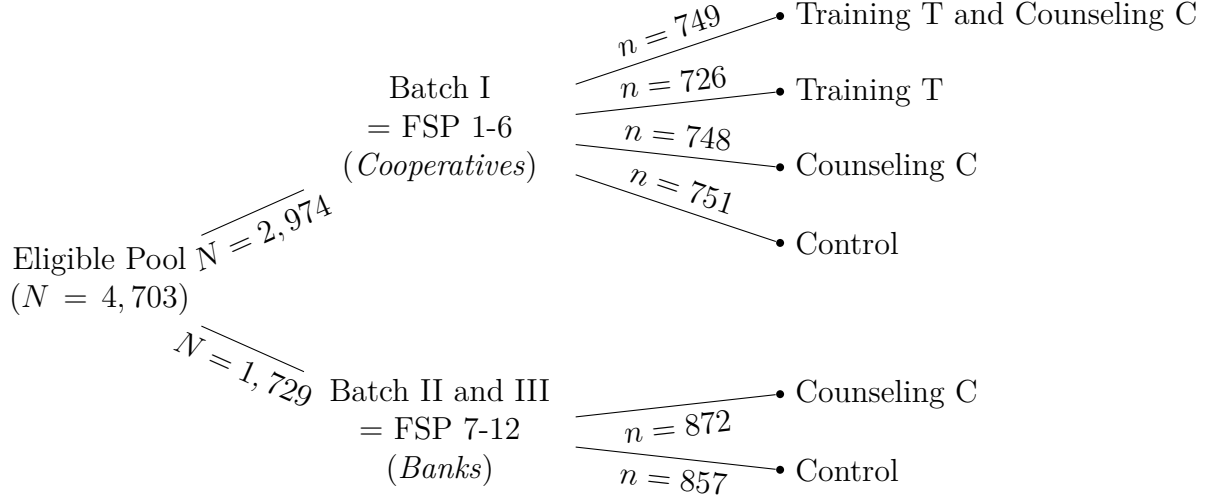 n = 749
Training T and Counseling C
Batch I
= FSP 1-6
(Cooperatives)
n = 726
Training T
n = 748
Counseling C
n = 751
Control
N = 2, 974
Eligible Pool
(N = 4, 703)
N = 1, 729
Batch II and III
= FSP 7-12
(Banks)
Counseling C
n = 872
Control
n = 857